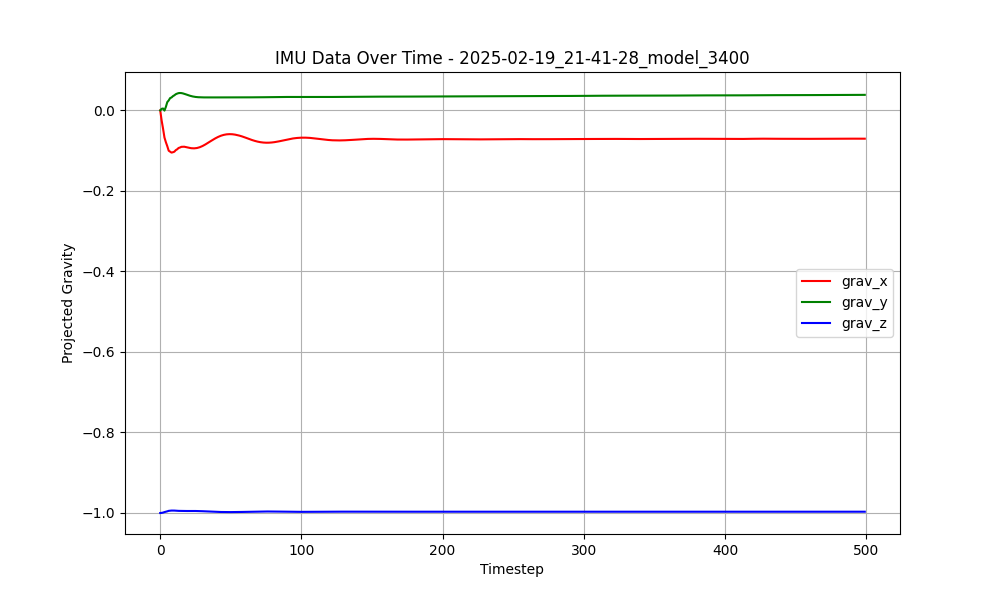 IMU Data Over Time - 2025-02-19_21-41-28_model_3400
Projected Gravity
0.0
−0.2
−0.4
−0.6
−0.8
−1.0
grav_x
grav_y
grav_z
0 100 200 300 400 500
Timestep